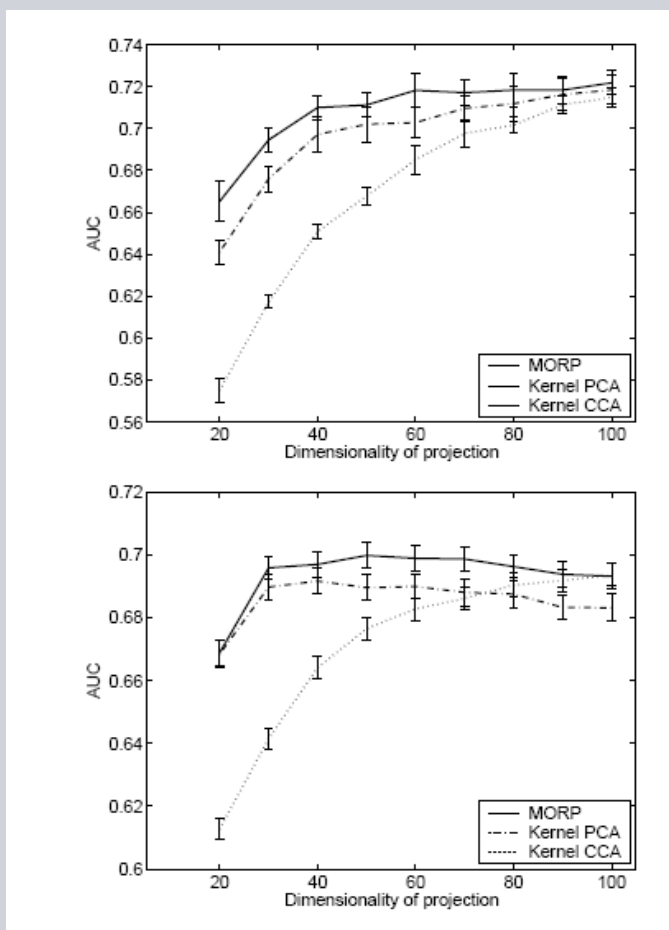 0.74
0.72
0.7
0.68
0.66
0.64
0.62
0.6
0.58
0.56
AUC
MORP
Kernel PCA
Kernel CCA
20 40 60 80 100
Dimensionality of projection
0.72
0.7
0.68
0.66
0.64
0.62
0.6
AUC
MORP
Kernel PCA
Kernel CCA
20 40 60 80 100
Dimensionality of projection